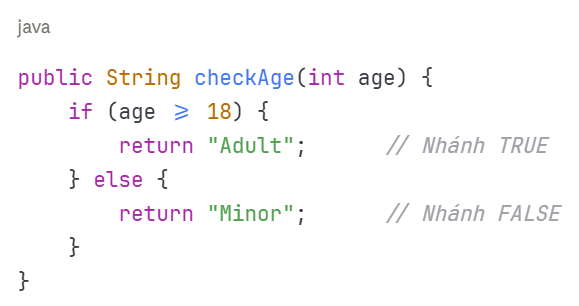 java
public String checkAge(int age) {
    if (age >= 18) {
        return "Adult";      // Nhánh TRUE
    } else {
        return "Minor";      // Nhánh FALSE
    }
}